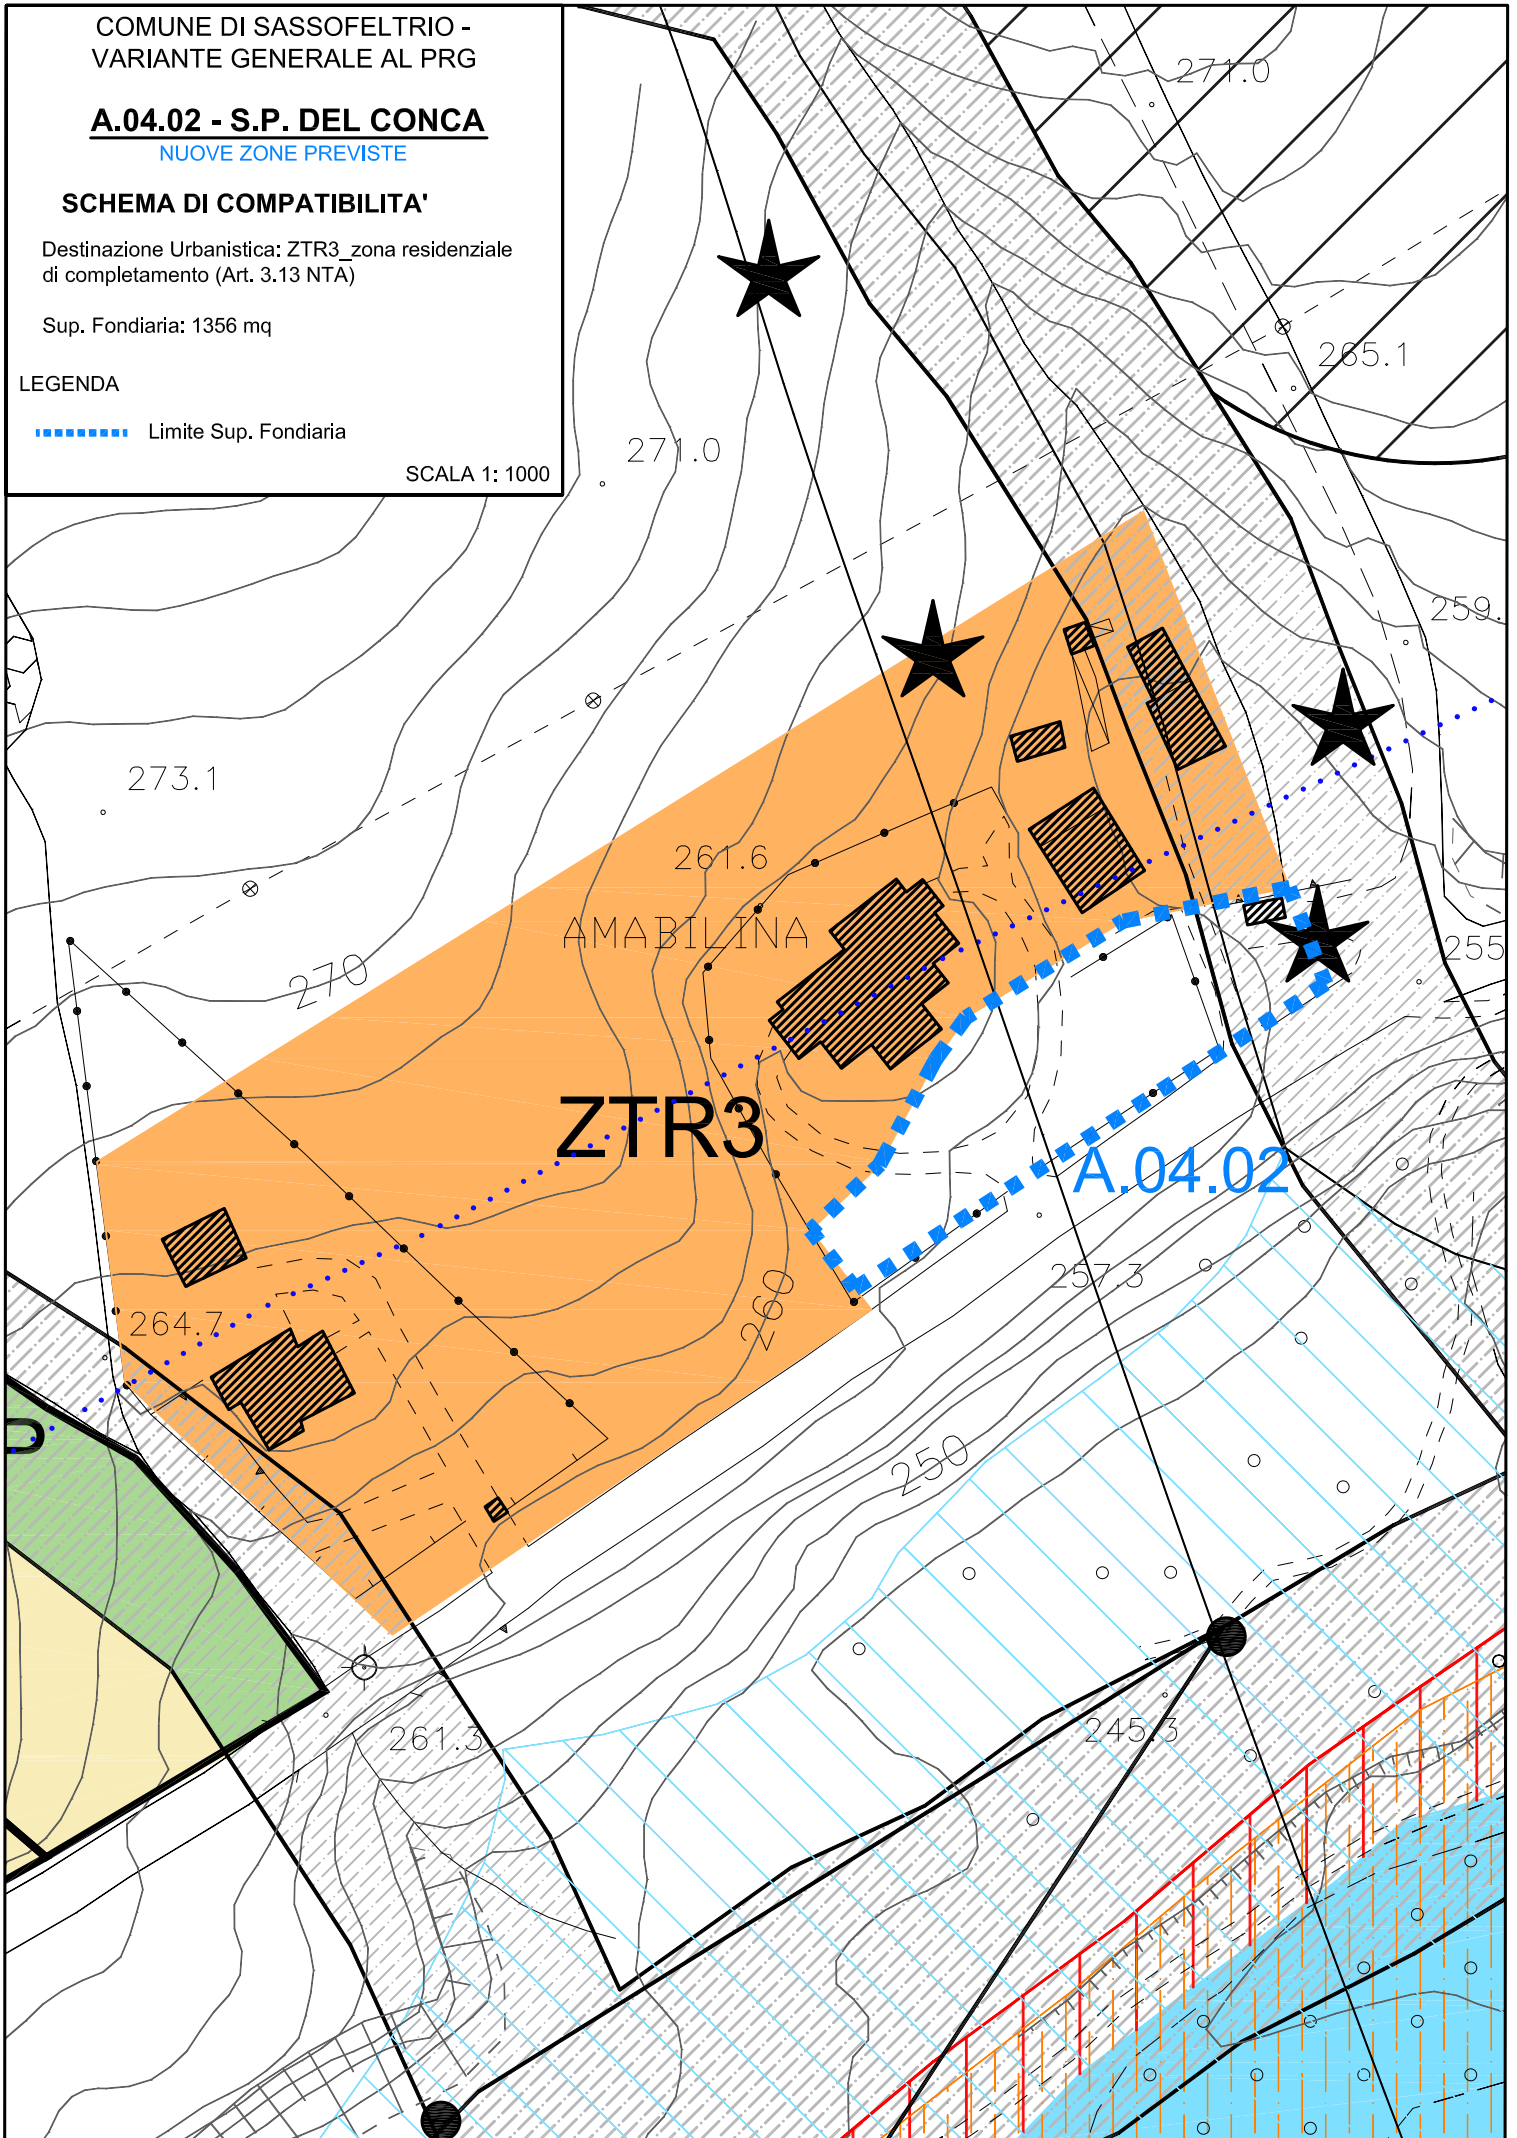 COMUNE DI SASSOFELTRIO -
VARIANTE GENERALE AL PRG
A.04.02 - S.P. DEL CONCA
NUOVE ZONE PREVISTE
SCHEMA DI COMPATIBILITA'
Destinazione Urbanistica: ZTR3_zona residenziale
di completamento (Art. 3.13 NTA)
Sup. Fondiaria: 1356 mq
LEGENDA
Limite Sup. Fondiaria
SCALA 1: 1000
271.0
265.1
271.0
259.
273.1
261.6
AMABILINA
255
270
ZTR3
A.04.02
257.3
260
264.7
250
261.3
245.3